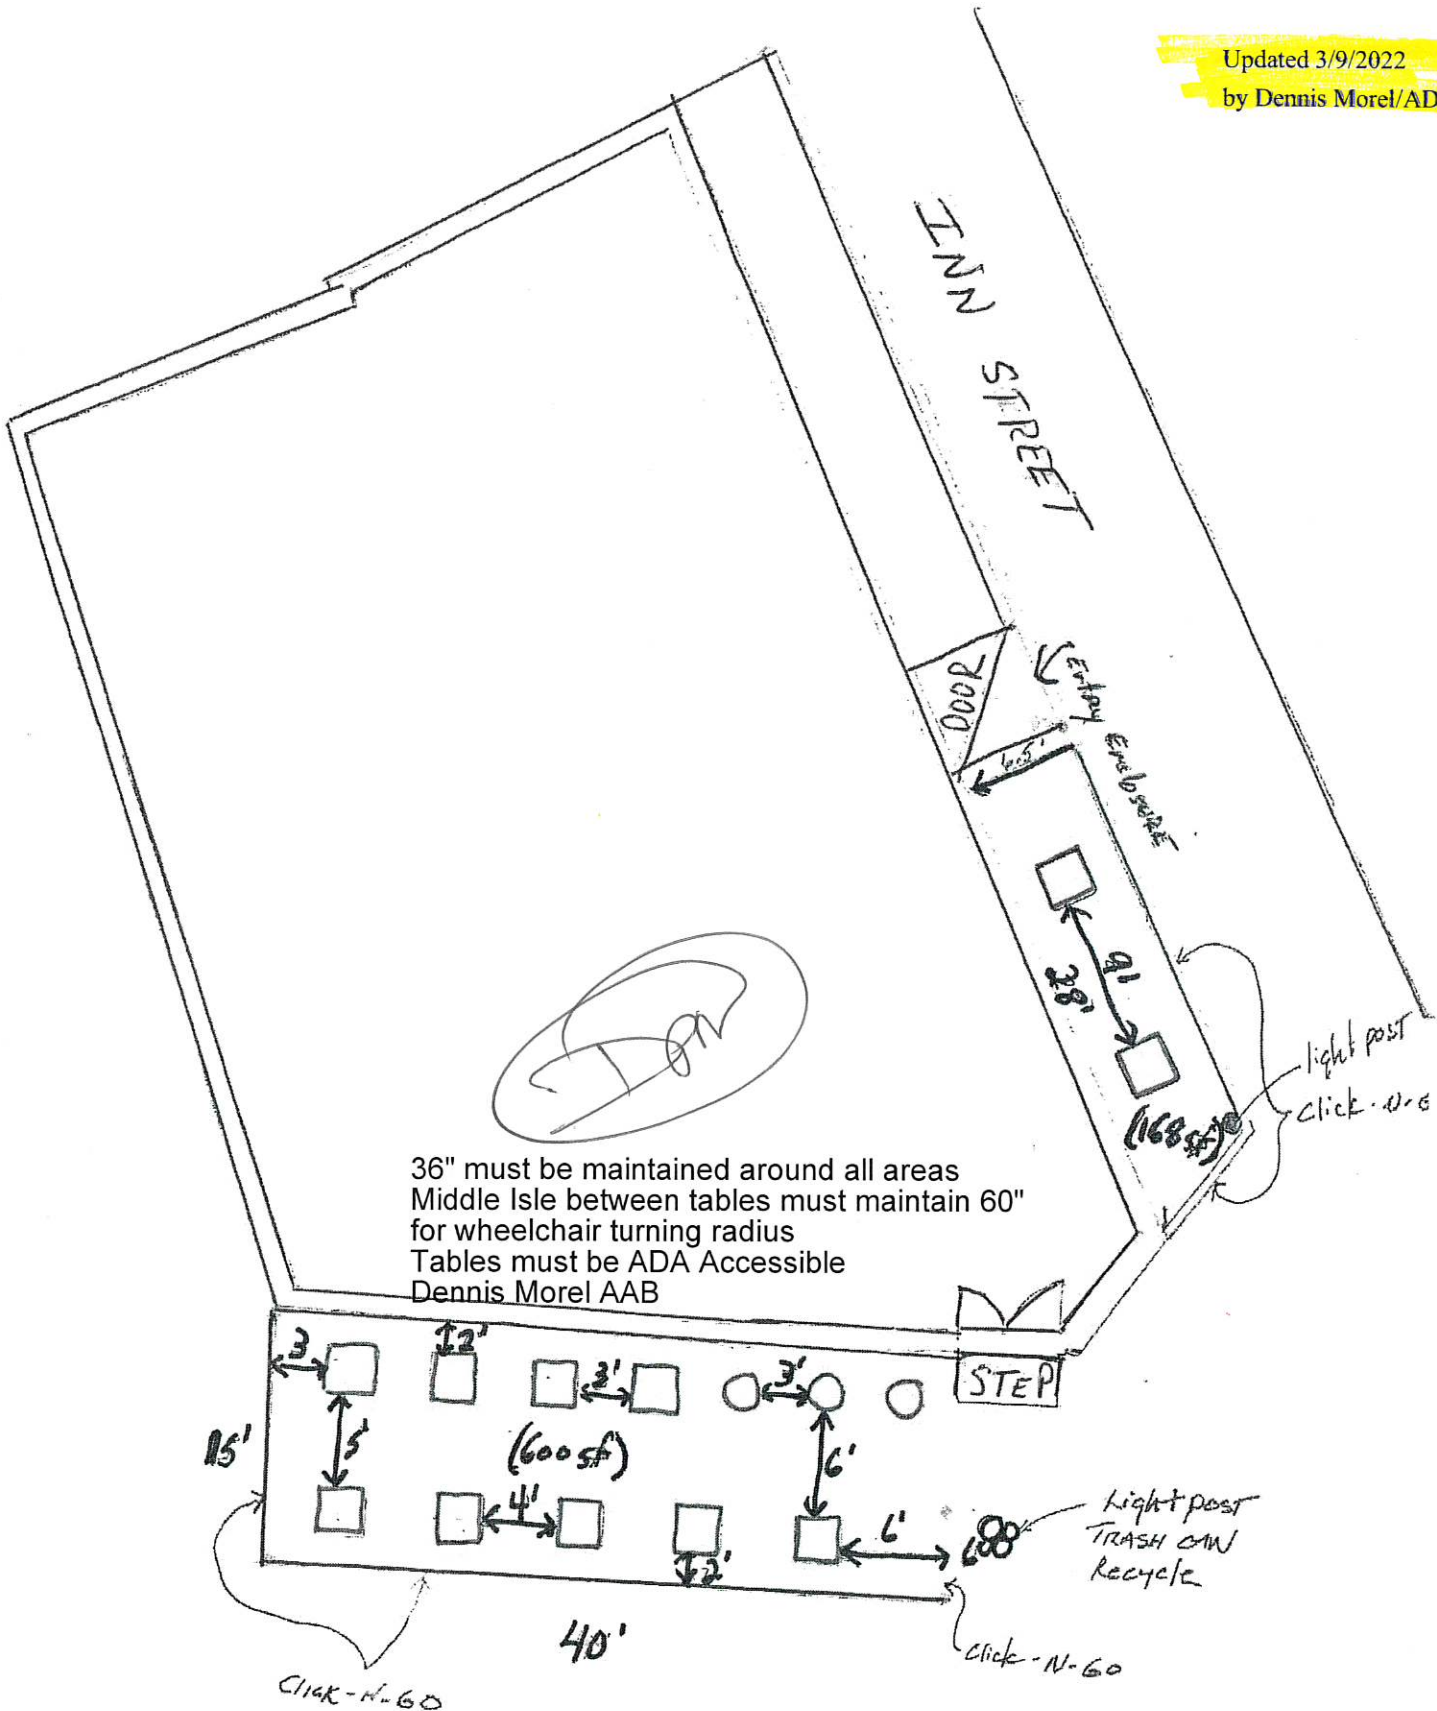 Updated 3/9/2022
by Dennis Morel/AD
INN STREET
DOOR
Entry
Enclosure
6.5'
9'
28'
(168 sf)
light post
Click-N-G
36" must be maintained around all areas
Middle Isle between tables must maintain 60"
for wheelchair turning radius
Tables must be ADA Accessible
Dennis Morel AAB
3
2'
3'
3'
STEP
15'
5'
(600 sf)
6'
4'
6'
2'
6
Light post
TRASH CAN
Recycle
40'
Click-N-GO
Click-N-GO